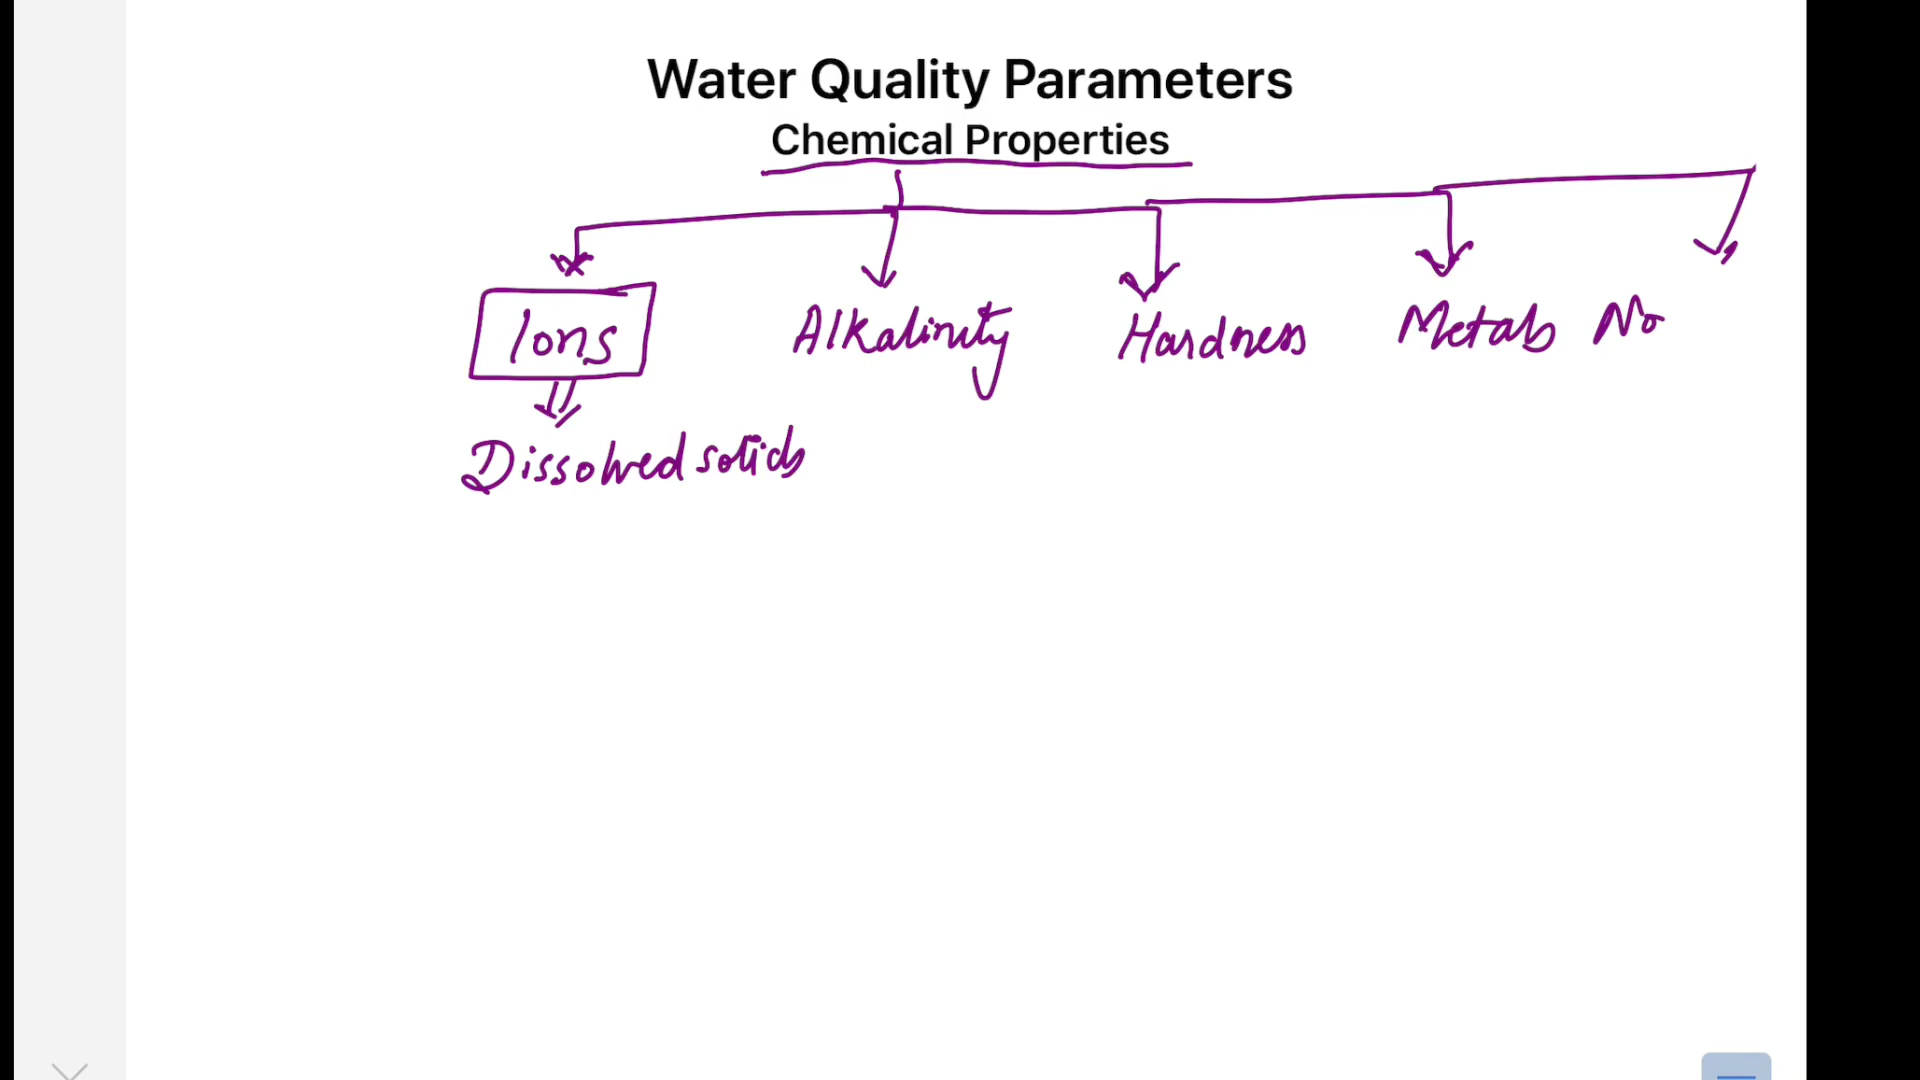 Water Quality Parameters
Chemical Properties
Ions Alkalinity Hardness Metals No
Dissolved solids